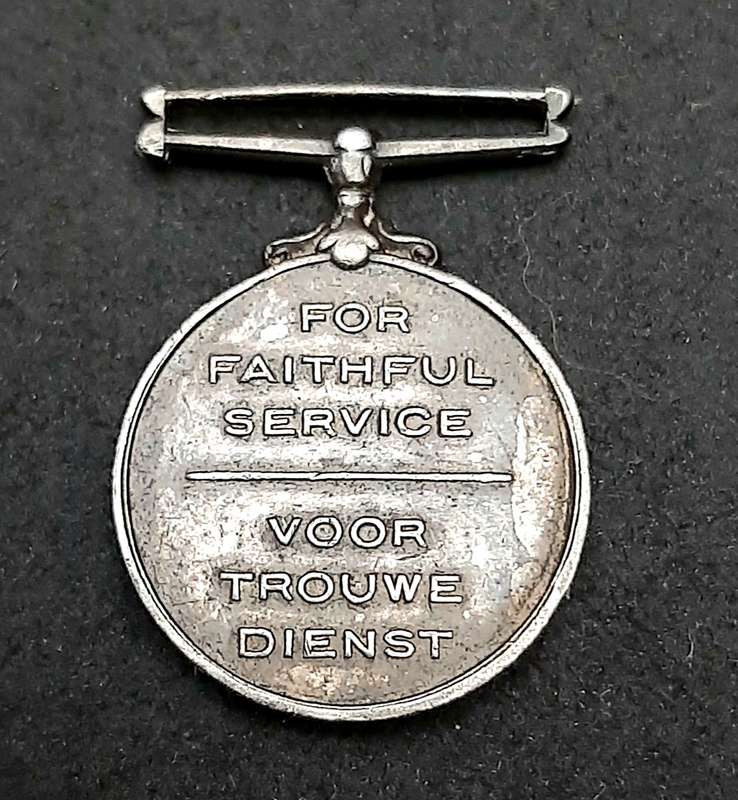 FOR
FAITHFUL
SERVICE
VOOR
TROUWE
DIENST